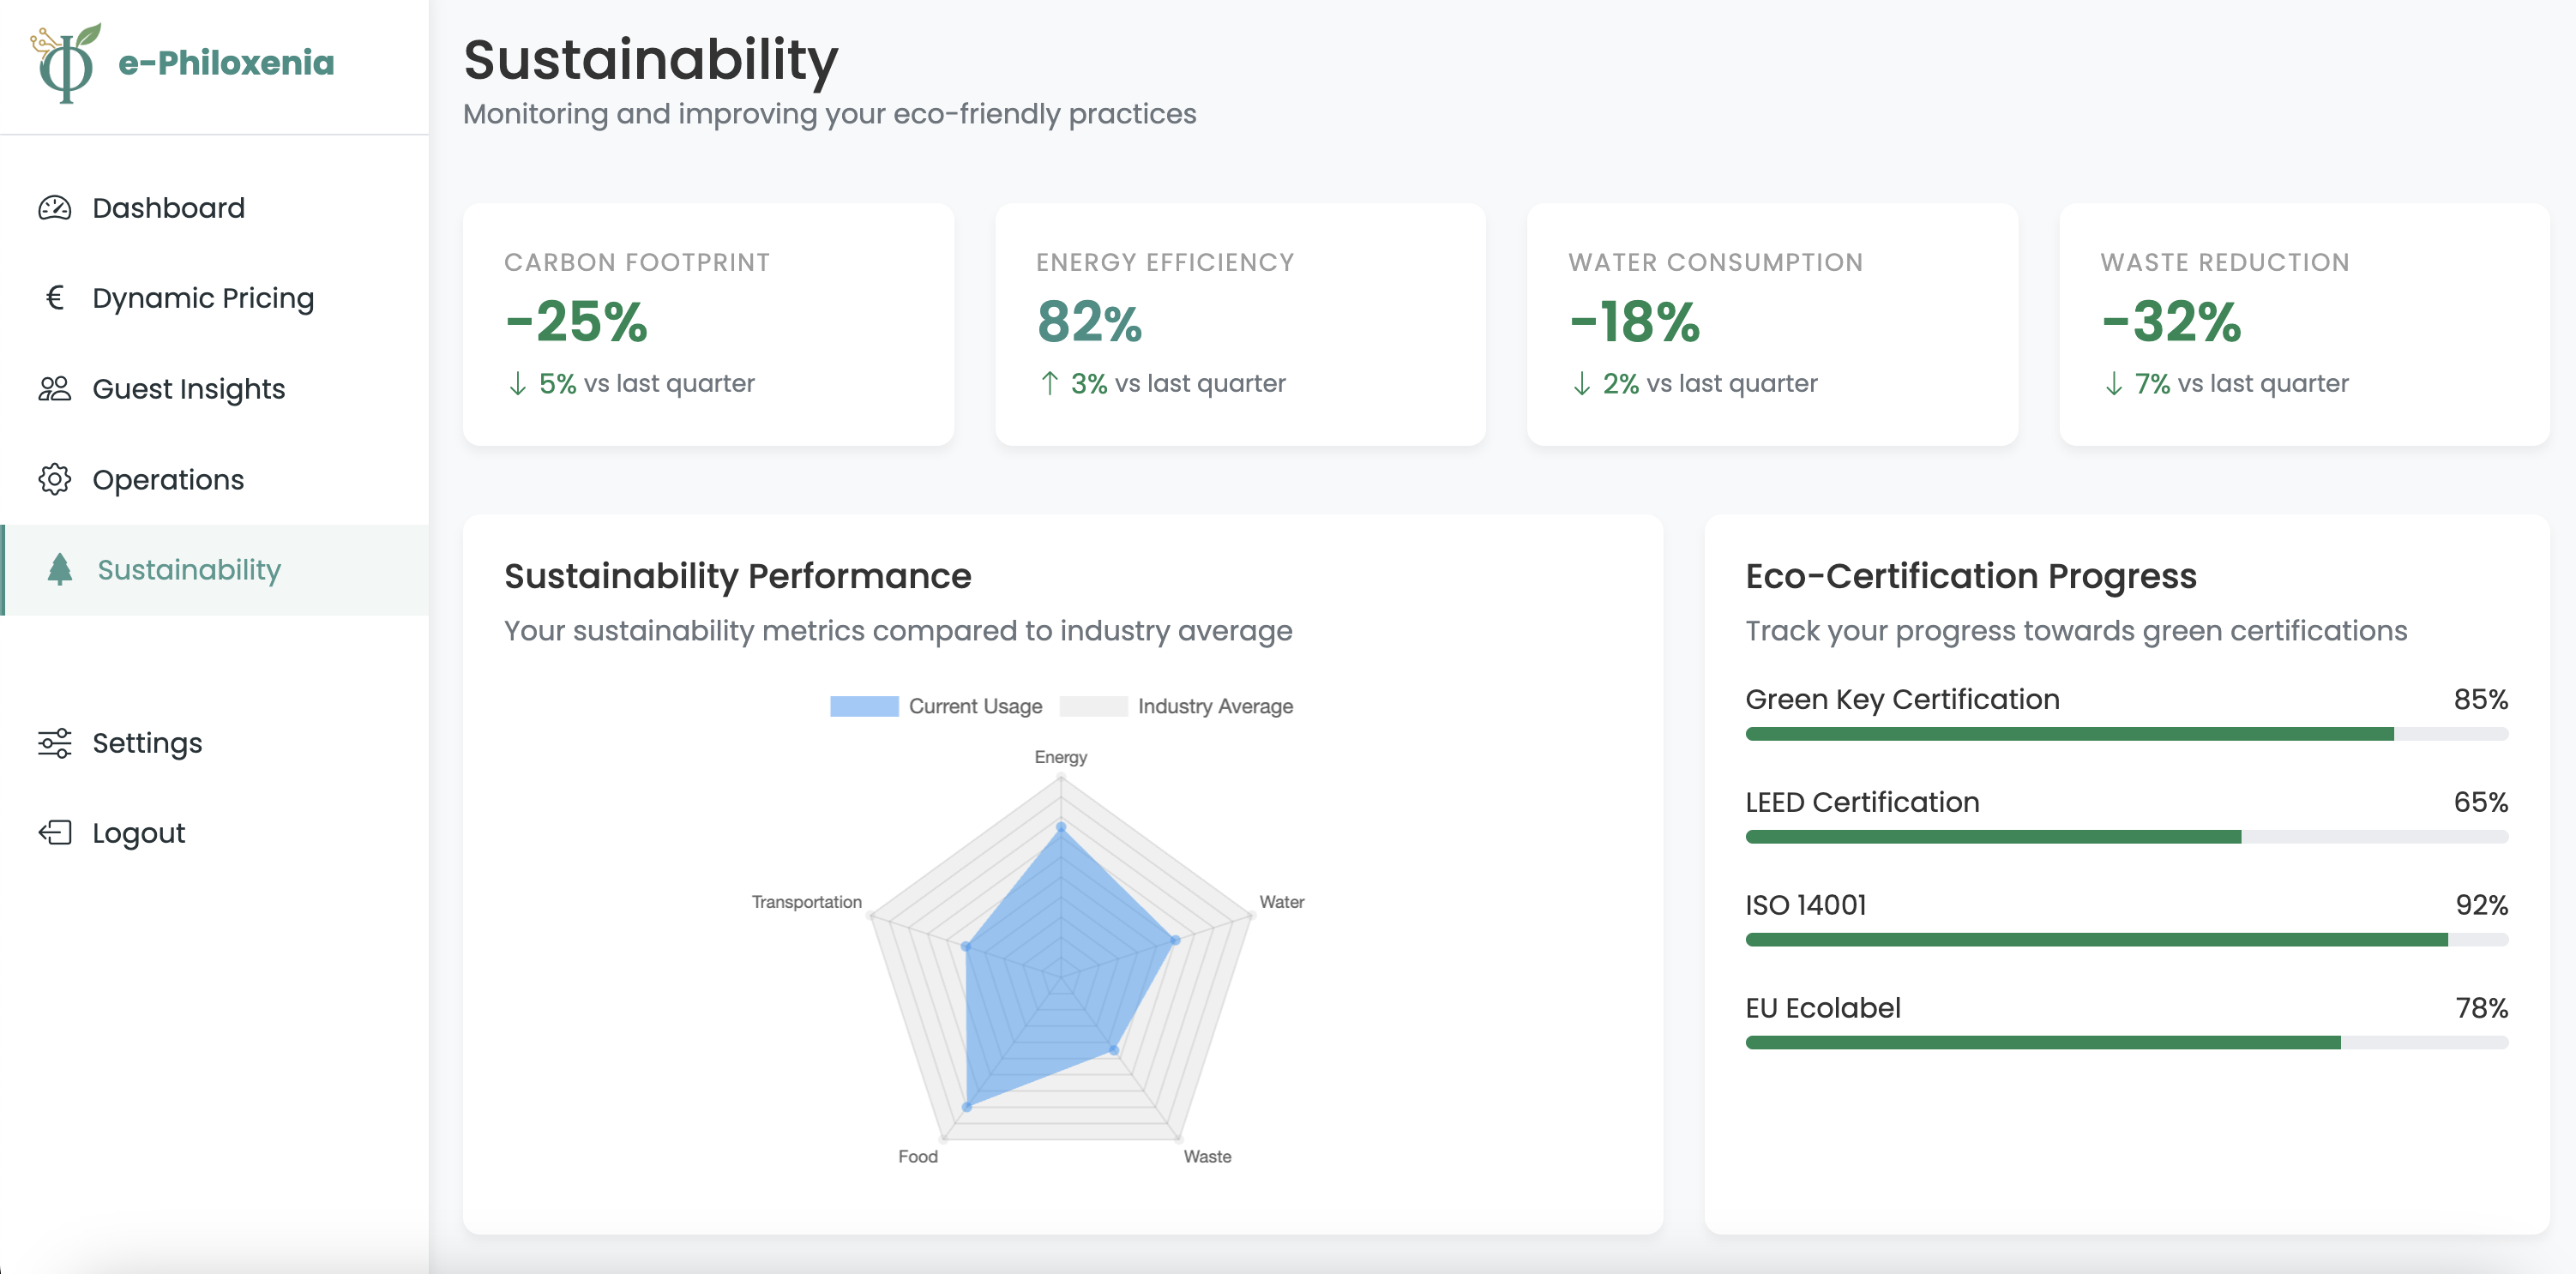 e-Philoxenia
Dashboard
€ Dynamic Pricing
Guest Insights
Operations
Sustainability
Settings
Logout
Sustainability
Monitoring and improving your eco-friendly practices
CARBON FOOTPRINT
-25%
↓ 5% vs last quarter
ENERGY EFFICIENCY
82%
↑ 3% vs last quarter
WATER CONSUMPTION
-18%
↓ 2% vs last quarter
WASTE REDUCTION
-32%
↓ 7% vs last quarter
Sustainability Performance
Your sustainability metrics compared to industry average
Current Usage Industry Average
Energy
Transportation Water
Food Waste
Eco-Certification Progress
Track your progress towards green certifications
Green Key Certification 85%
LEED Certification 65%
ISO 14001 92%
EU Ecolabel 78%